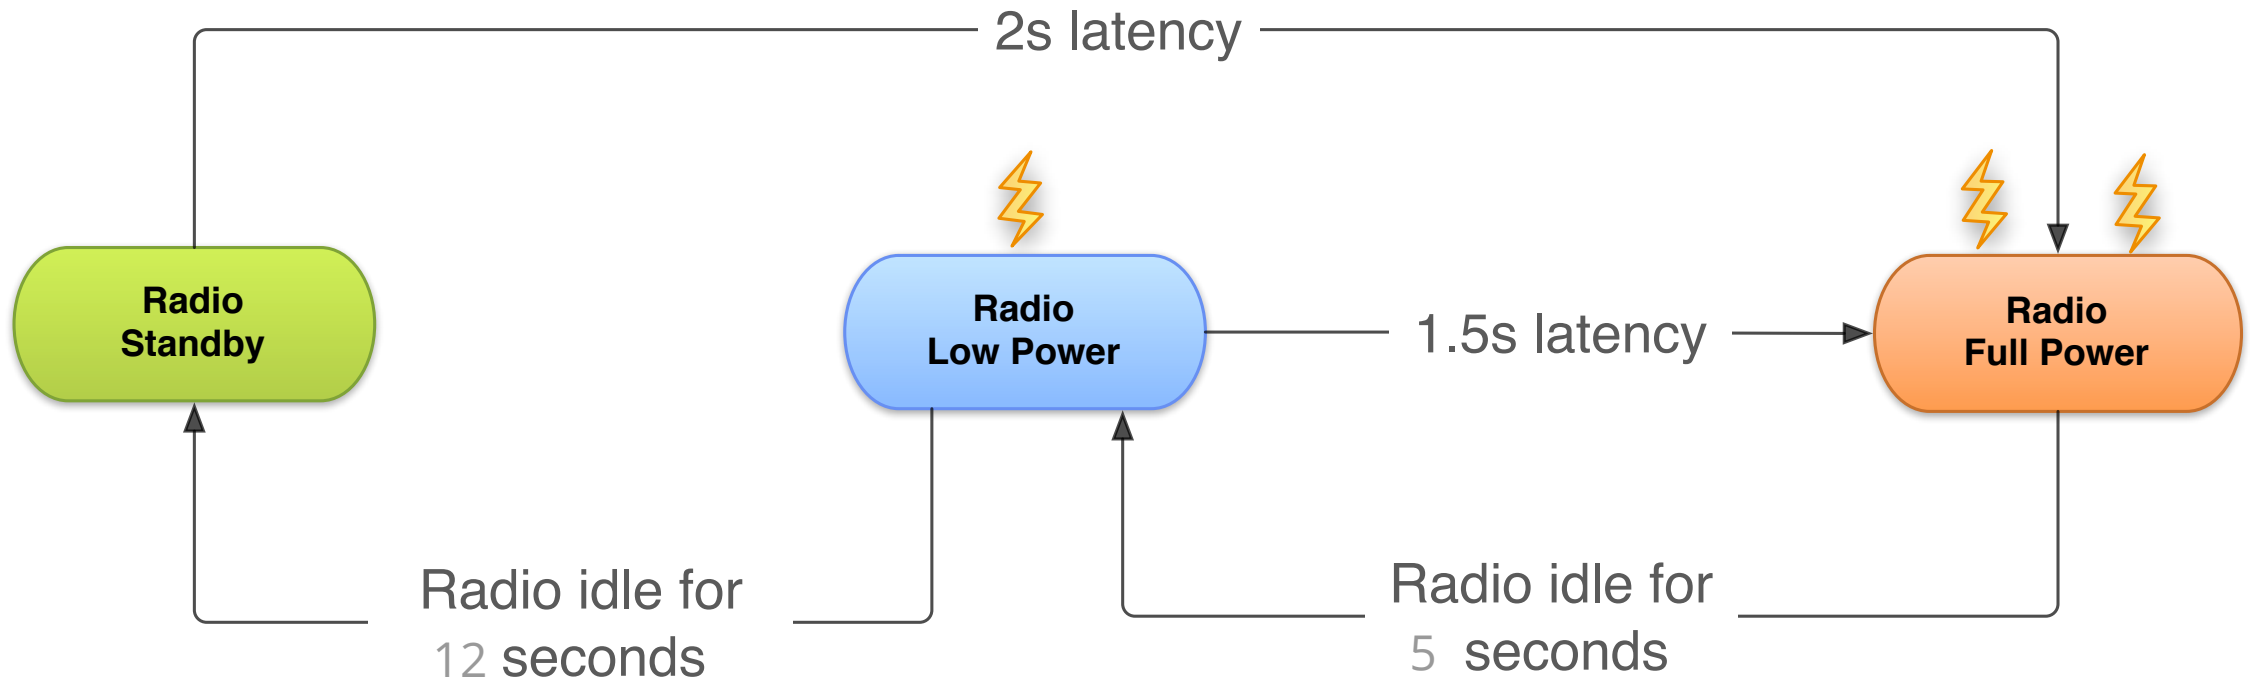 2s latency
Radio
Standby
Radio
Low Power
1.5s latency
Radio
Full Power
Radio idle for
12 seconds
Radio idle for
5 seconds